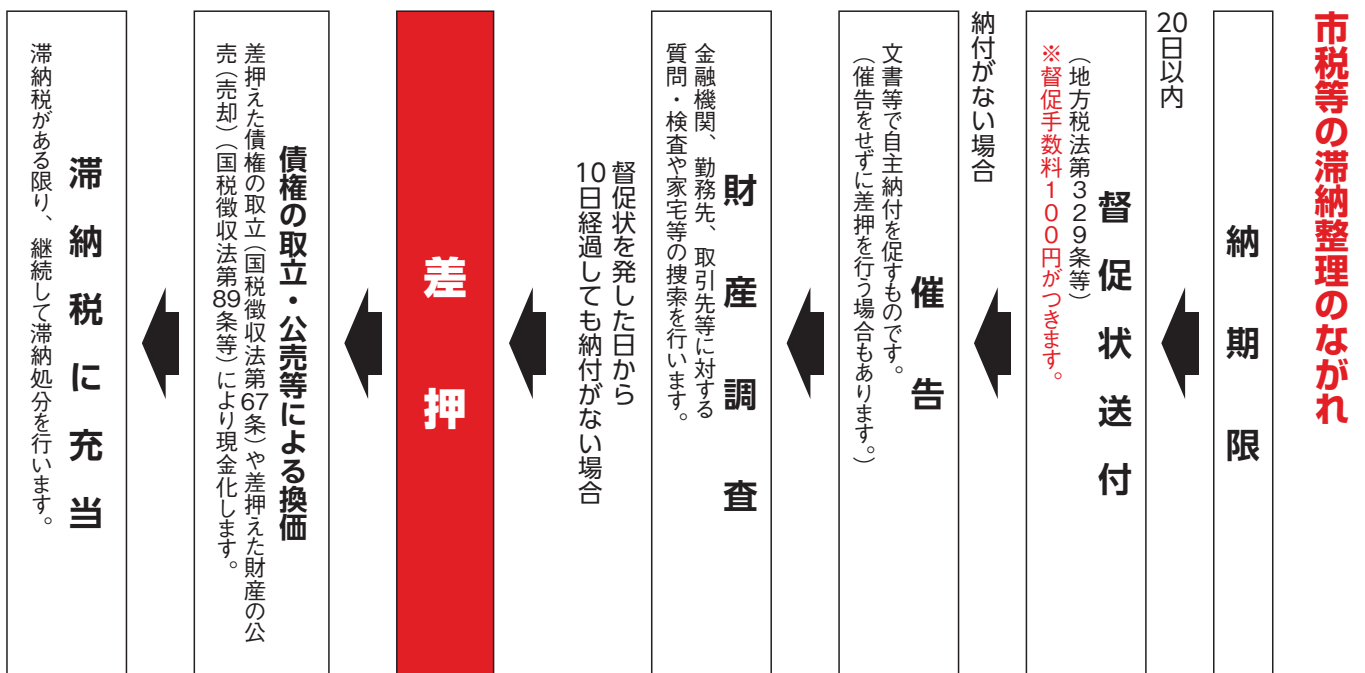 市税等の滞納整理のながれ
納期限
20日以内
督促状送付
（地方税法第３２９条等）
※督促手数料１００円がつきます。
納付がない場合
催告
文書等で自主納付を促すものです。
（催告をせずに差押を行う場合もあります。）
財産調査
金融機関、勤務先、取引先等に対する
質問・検査や家宅等の捜索を行います。
督促状を発した日から
10日経過しても納付がない場合
差押
債権の取立・公売等による換価
差押えた債権の取立（国税徴収法第67条）や差押えた財産の公
売（売却）（国税徴収法第89条等）により現金化します。
滞納税に充当
滞納税がある限り、継続して滞納処分を行います。